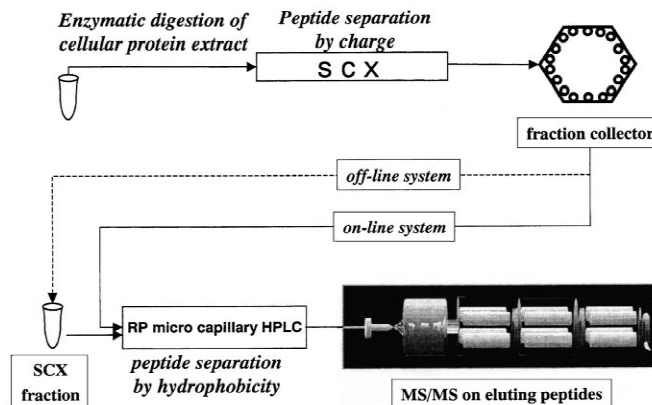 Enzymatic digestion of
cellular protein extract
Peptide separation
by charge
S C X
fraction collector
off-line system
on-line system
RP micro capillary HPLC
peptide separation
by hydrophobicity
SCX
fraction
MS/MS on eluting peptides